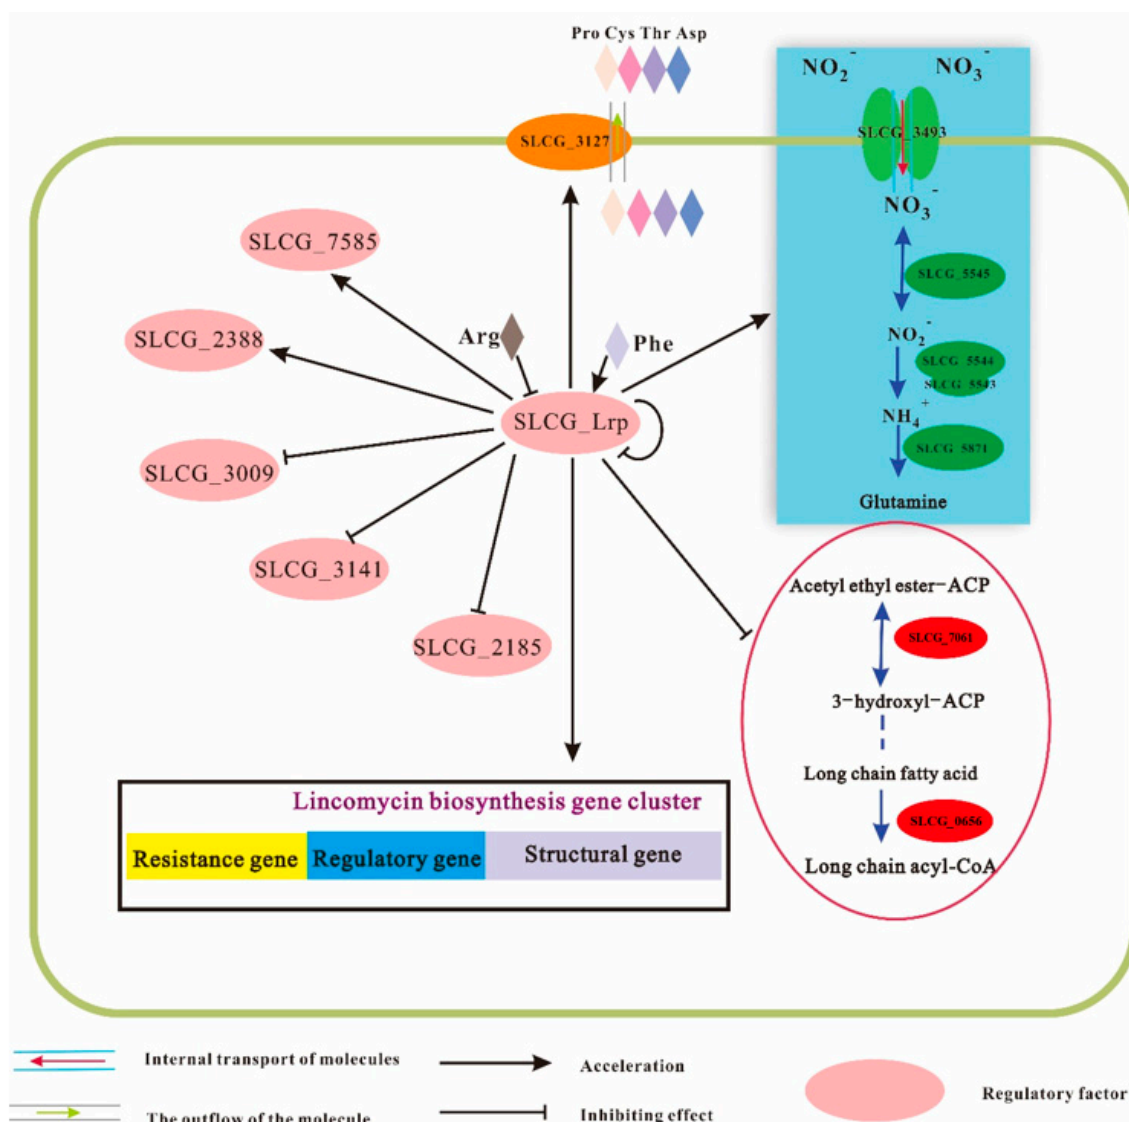 Pro Cys Thr Asp
NO2-
NO3-
SLCG_3127
SLCG_3493
NO3-
SLCG_7585
SLCG_5545
SLCG_2388
Arg
Phe
NO2-
SLCG_5544
SLCG_5543
SLCG_Lrp
NH4+
SLCG_5871
SLCG_3009
Glutamine
SLCG_3141
Acetyl ethyl ester-ACP
SLCG_2185
SLCG_7061
3-hydroxyl-ACP
Long chain fatty acid
Lincomycin biosynthesis gene cluster
SLCG_0656
Resistance gene
Regulatory gene
Structural gene
Long chain acyl-CoA
Internal transport of molecules
Acceleration
Regulatory factor
The outflow of the molecule
Inhibiting effect